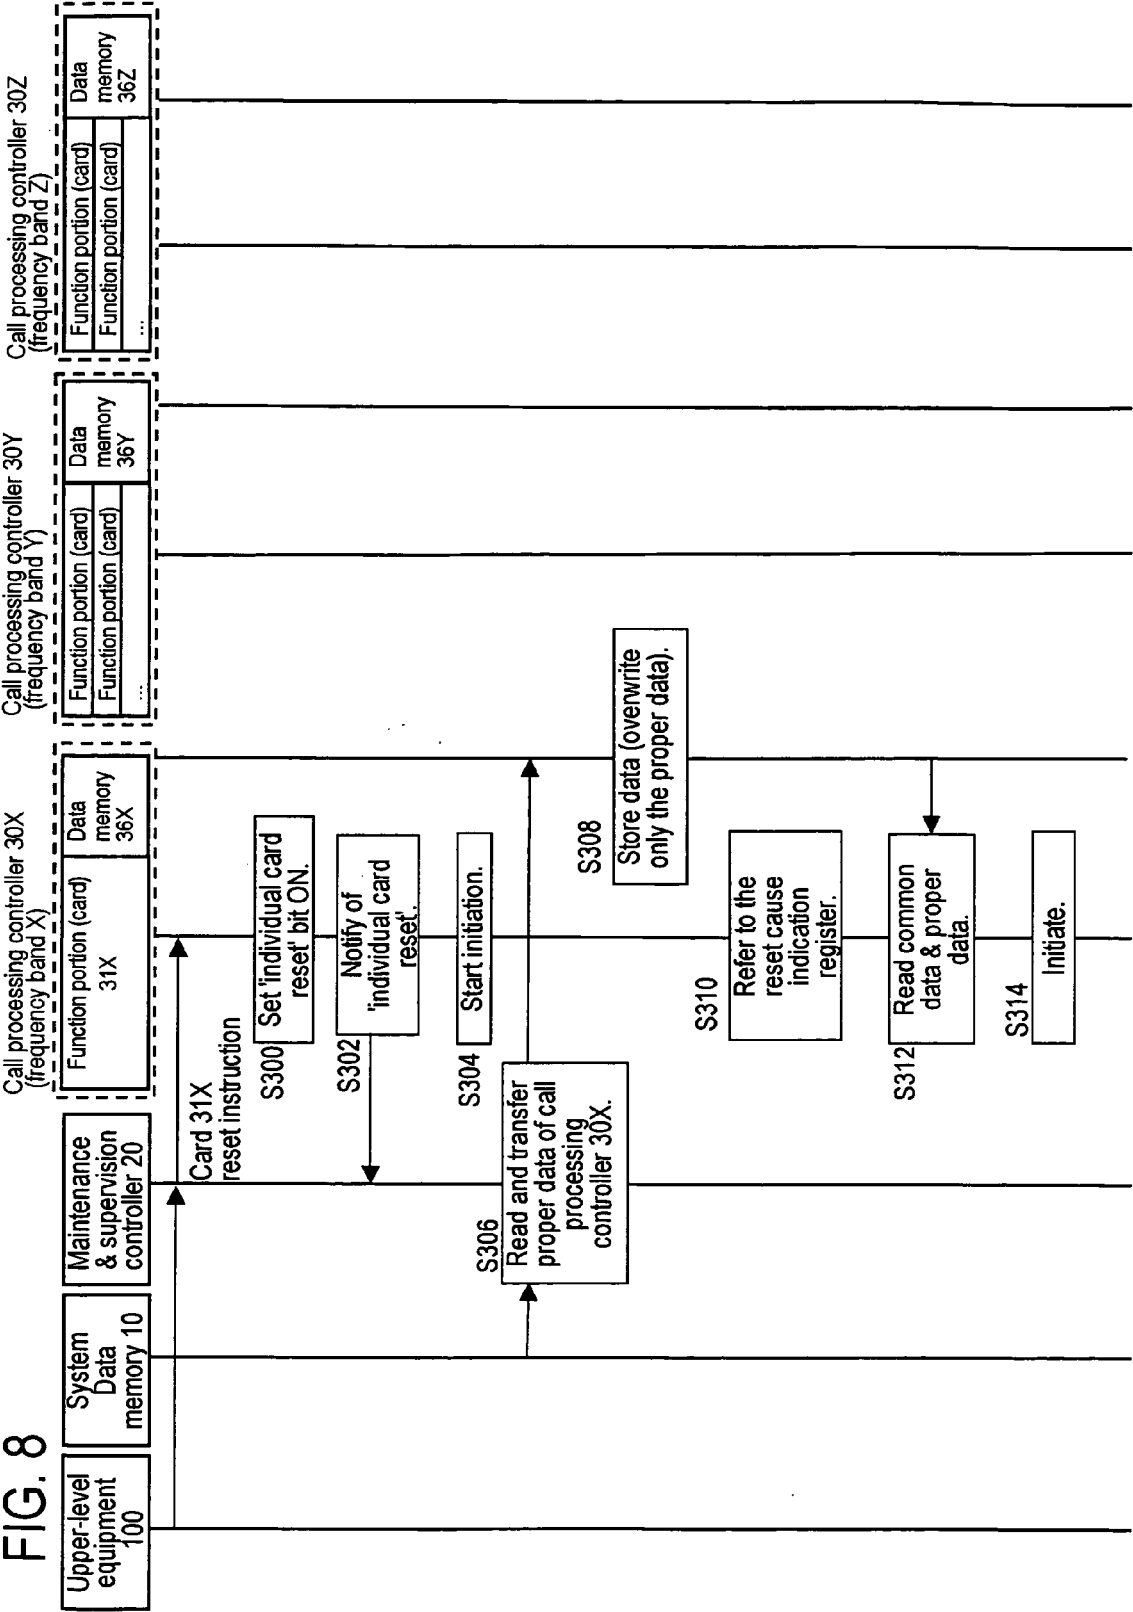 FIG. 8
Upper-level
equipment
100
System
Data
memory 10
Maintenance
& supervision
controller 20
Call processing controller 30X
(frequency band X)
Function portion (card)
31X
Data
memory
36X
Call processing controller 30Y
(frequency band Y)
Function portion (card)
Function portion (card)
...
Data
memory
36Y
Call processing controller 30Z
(frequency band Z)
Function portion (card)
Function portion (card)
...
Data
memory
36Z
Card 31X
reset instruction
S300
Set 'individual card
reset' bit ON.
S302
Notify of
'individual card
reset'.
S304
Start initiation.
S306
Read and transfer
proper data of call
processing
controller 30X.
S308
Store data (overwrite
only the proper data).
S310
Refer to the
reset cause
indication
register.
S312
Read common
data & proper
data.
S314
Initiate.